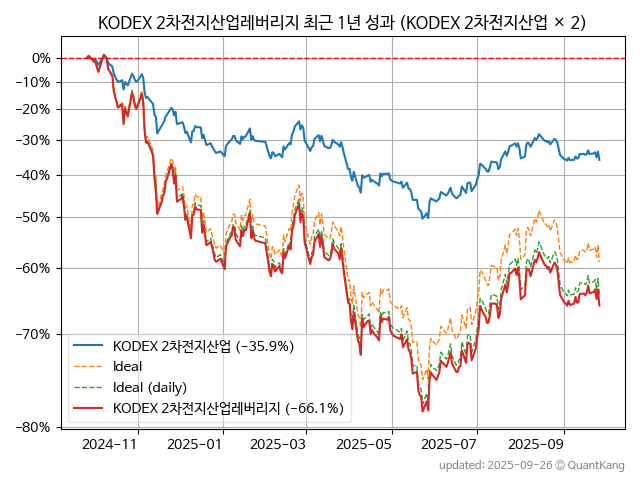 KODEX 2차전지산업레버리지 최근 1년 성과 (KODEX 2차전지산업 × 2)
0%
−10%
−20%
−30%
−40%
−50%
−60%
−70%
−80%
KODEX 2차전지산업 (−35.9%)
Ideal
Ideal (daily)
KODEX 2차전지산업레버리지 (−66.1%)
2024−11 2025−01 2025−03 2025−05 2025−07 2025−09
updated: 2025-09-26 © QuantKang